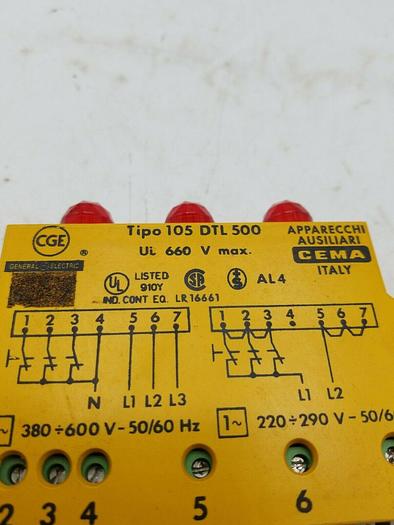 CGE
Tipo 105 DTL 500
APPARECCHI
AUSILIARI
Ui 660 V max.
CEMA
ITALY
GENERAL ELECTRIC
®
UL LISTED
910Y
SA
AL4
IND. CONT EQ. LR 16661
1 2 3 4 5 6 7
1 2 3 4 5 6 7
N L1 L2 L3
L1 L2
~ 380÷600 V-50/60 Hz
1~ 220÷290 V-50/6
2 3 4 5 6